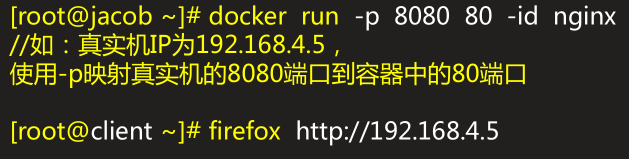 [root@jacob ~]# docker run -p 8080 80 -id nginx
//如：真实机IP为192.168.4.5，
使用-p映射真实机的8080端口到容器中的80端口
[root@client ~]# firefox http://192.168.4.5